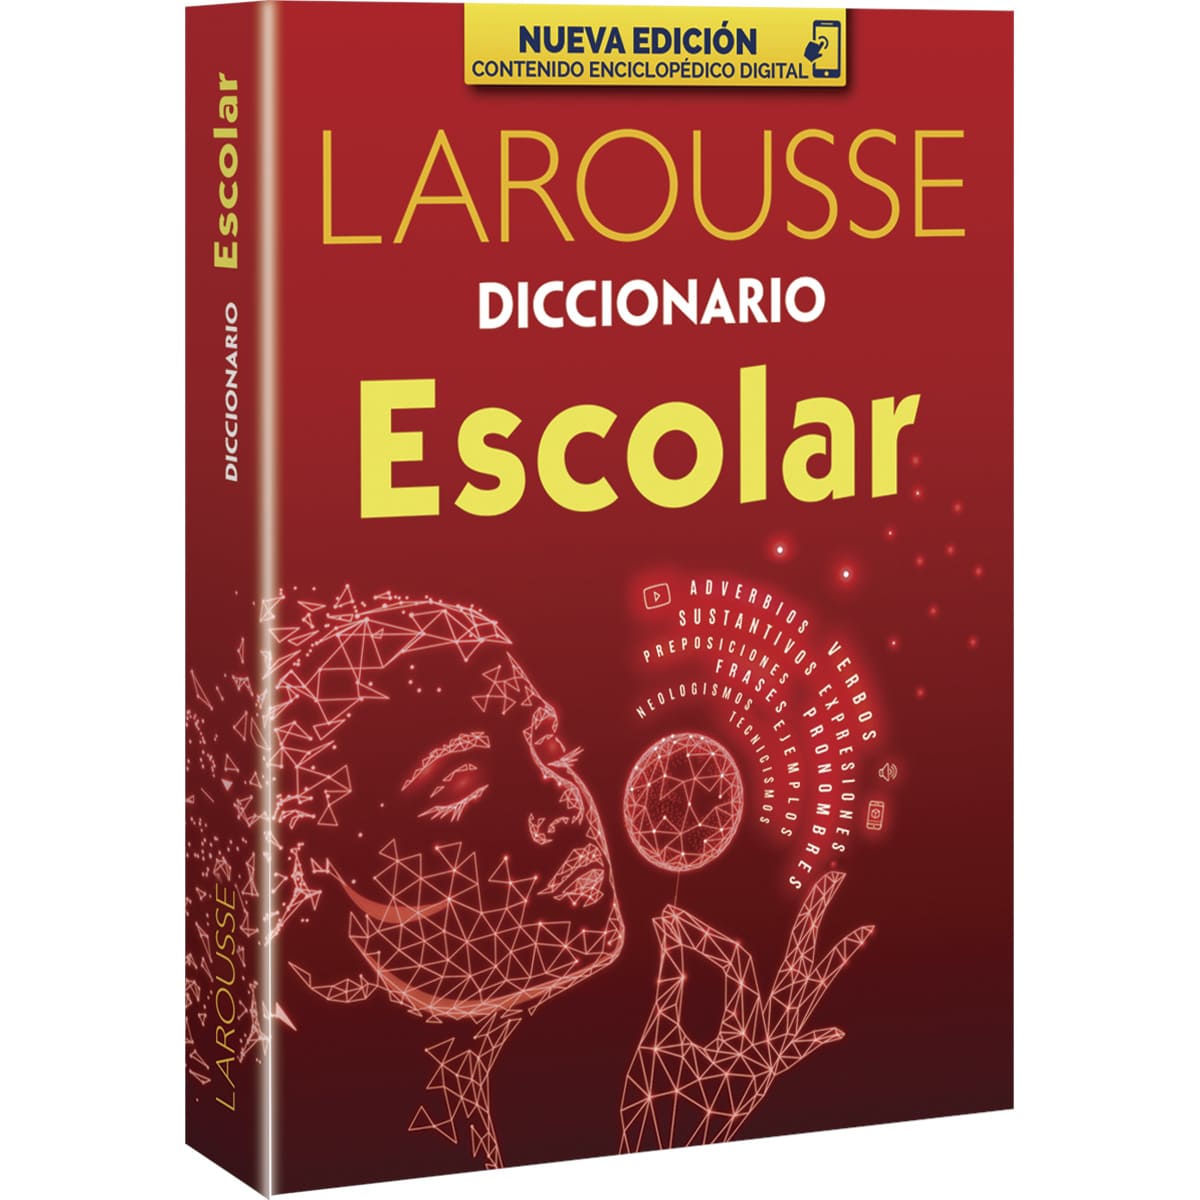 NUEVA EDICIÓN
CONTENIDO ENCICLOPÉDICO DIGITAL
LAROUSSE
DICCIONARIO
Escolar
ADVERBIOS VERBOS
SUSTANTIVOS EXPRESIONES
PREPOSICIONES PRONOMBRES
FRASES EJEMPLOS
NEOLOGISMOS TECNICISMOS
LAROUSSE
DICCIONARIO
Escolar